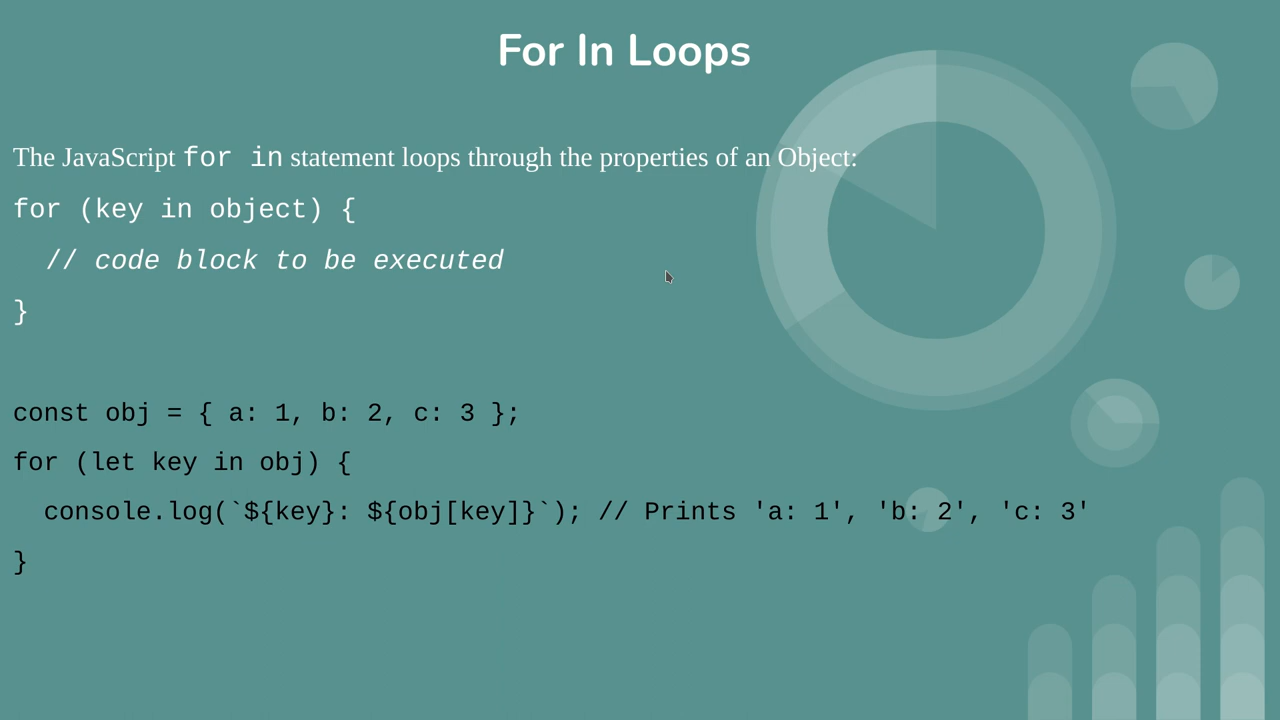 For In Loops
The JavaScript for in statement loops through the properties of an Object:
for (key in object) {
  // code block to be executed
}
const obj = { a: 1, b: 2, c: 3 };
for (let key in obj) {
  console.log(`${key}: ${obj[key]}`); // Prints 'a: 1', 'b: 2', 'c: 3'
}